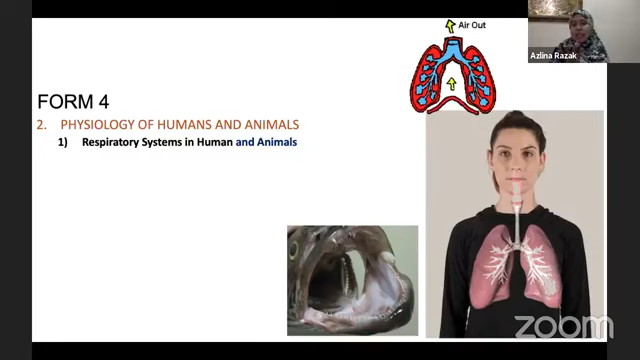 Air Out
Azlina Razak
FORM 4
2. PHYSIOLOGY OF HUMANS AND ANIMALS
1) Respiratory Systems in Human and Animals
zoom